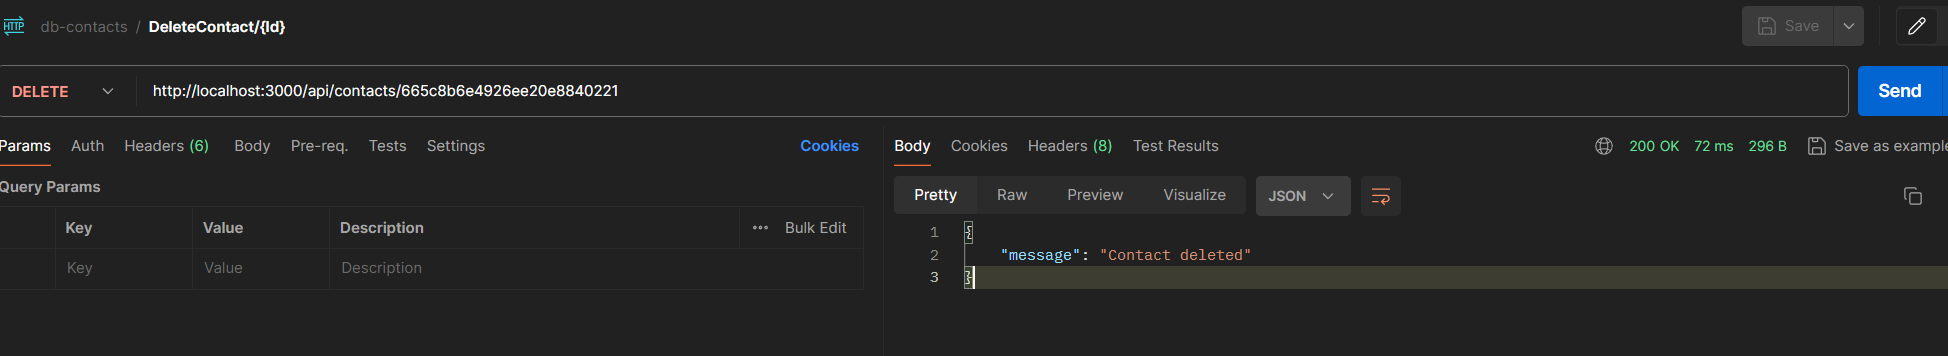 HTTP db-contacts / DeleteContact/{Id} Save
DELETE http://localhost:3000/api/contacts/665c8b6e4926ee20e8840221 Send
Params Auth Headers (6) Body Pre-req. Tests Settings Cookies
Query Params
Key Value Description ••• Bulk Edit
Key Value Description
Body Cookies Headers (8) Test Results 200 OK 72 ms 296 B Save as example
Pretty Raw Preview Visualize JSON
1 {
2 "message": "Contact deleted"
3 }